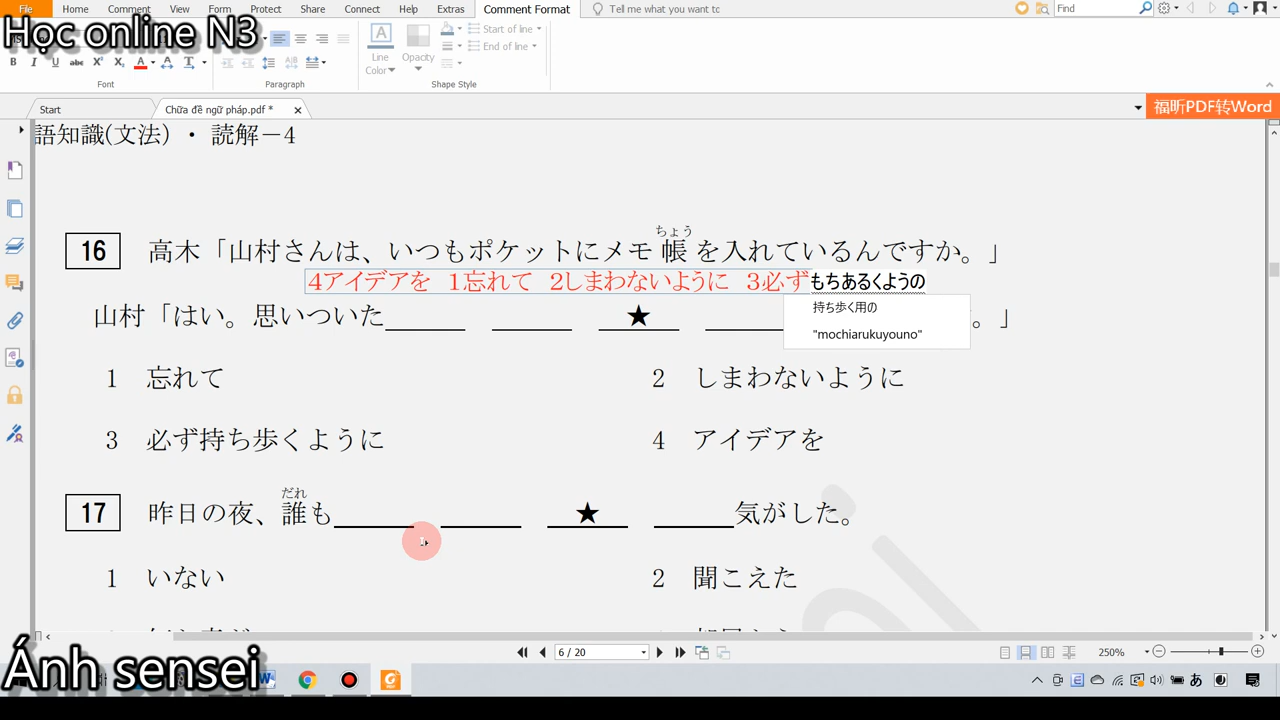 File Home Comment View Form Protect Share Connect Help Extras Comment Format Tell me what you want tc Find
Học online N3
Line Color Opacity Start of line End of line
Font Paragraph Shape Style
Start Chữa đề ngữ pháp.pdf * 福昕PDF转Word
語知識(文法)・読解－4
ちょう
16 高木「山村さんは、いつもポケットにメモ帳を入れているんですか。」
4アイデアを 1忘れて 2しまわないように 3必ずもちあるくようの
持ち歩く用の
山村「はい。思いついた ★ 。」
"mochiarukuyouno"
1 忘れて 2 しまわないように
3 必ず持ち歩くように 4 アイデアを
だれ
17 昨日の夜、誰も ★ 気がした。
1 いない 2 聞こえた
6 / 20 250%
Ánh sensei